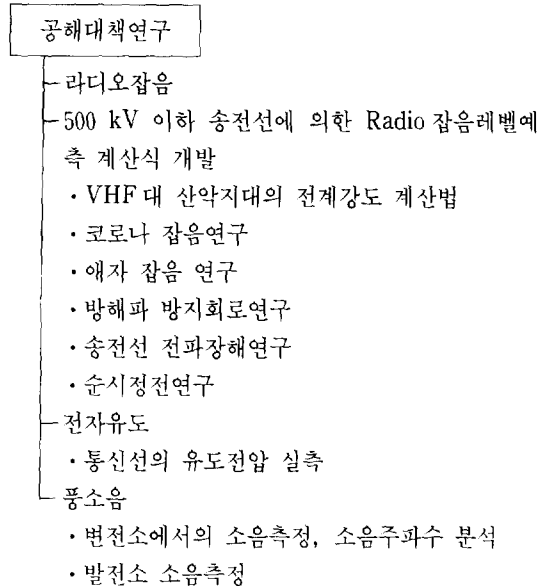 공해대책연구
라디오잡음
500 kV 이하 송전선에 의한 Radio 잡음레벨예
측 계산식 개발
· VHF대 산악지대의 전계강도 계산법
· 코로나 잡음연구
· 애자 잡음 연구
· 방해파 방지회로연구
· 송전선 전파장해연구
· 순시정전연구
전자유도
· 통신선의 유도전압 실측
풍소음
· 변전소에서의 소음측정, 소음주파수 분석
· 발전소 소음측정